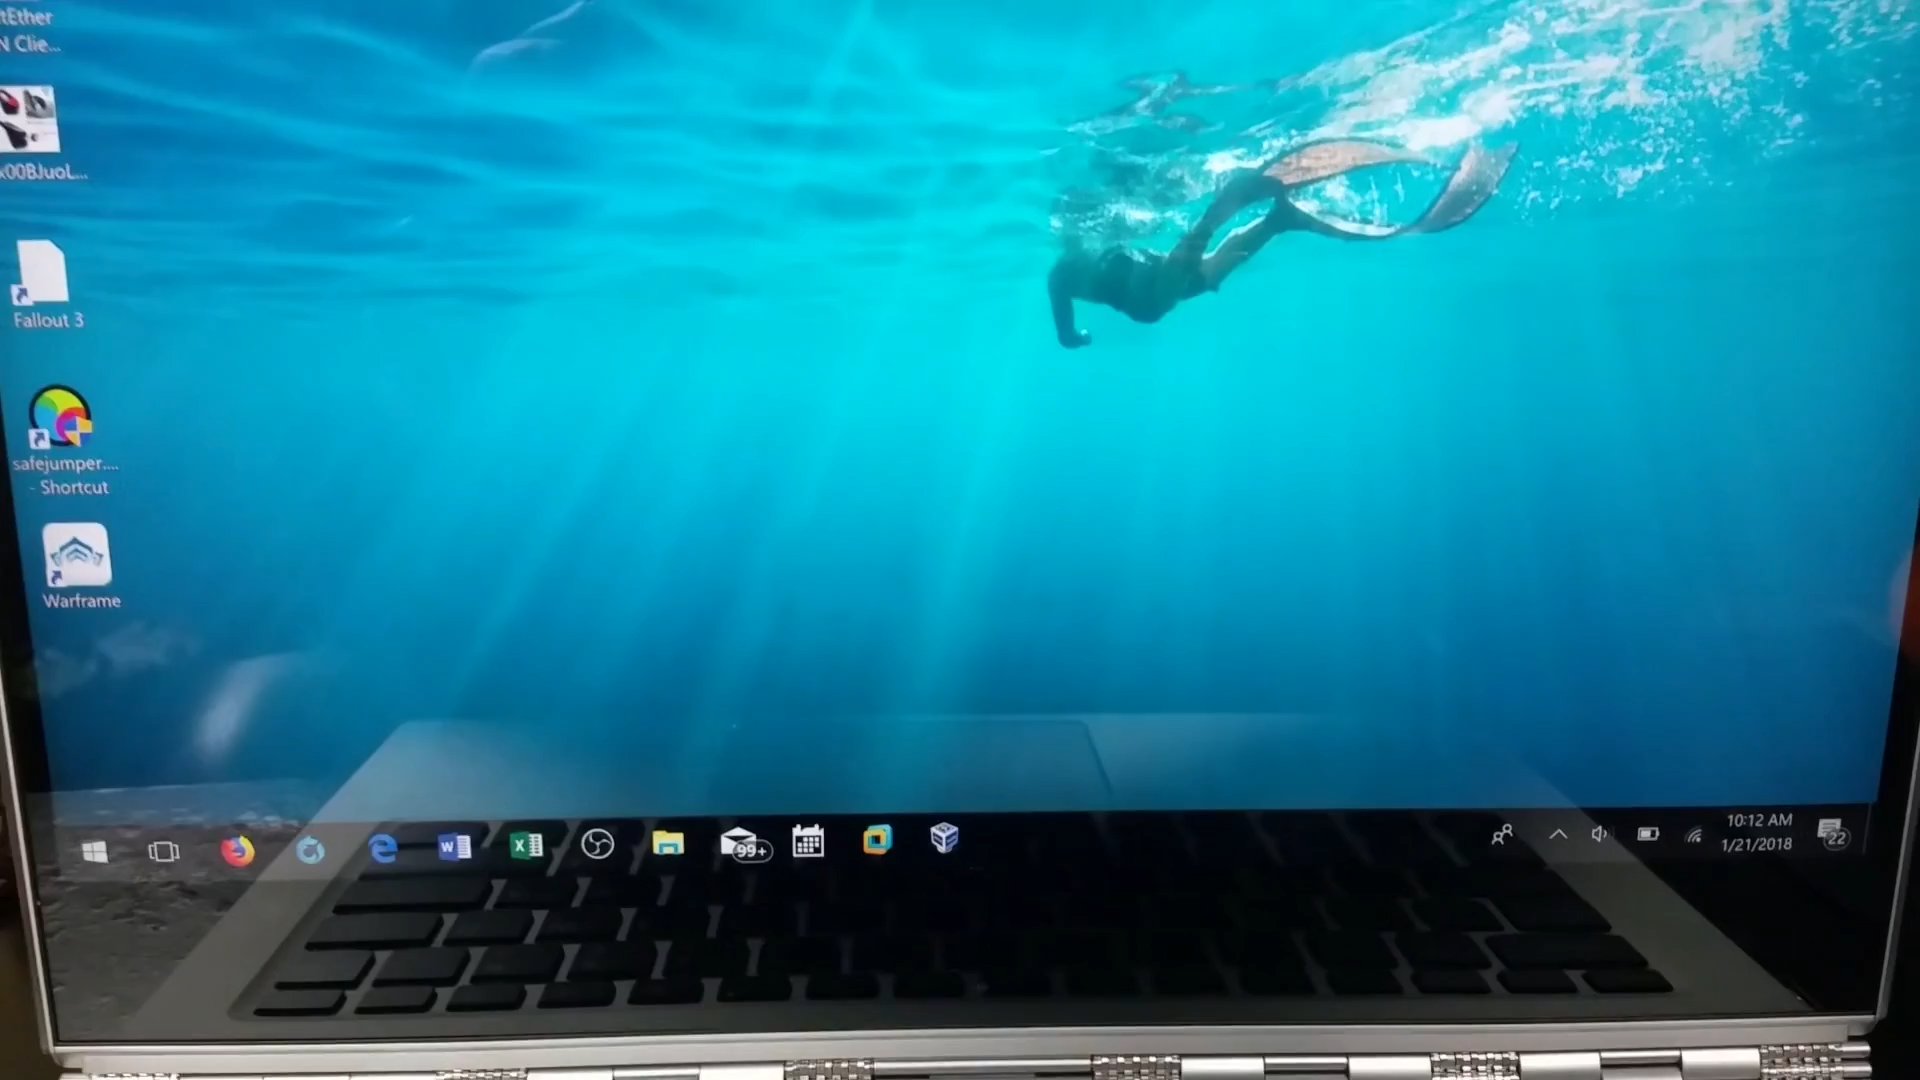 tEther
N Clie...
x00BJuoL...
Fallout 3
safejumper....
- Shortcut
Warframe
W
X
99+
10:12 AM
1/21/2018
22